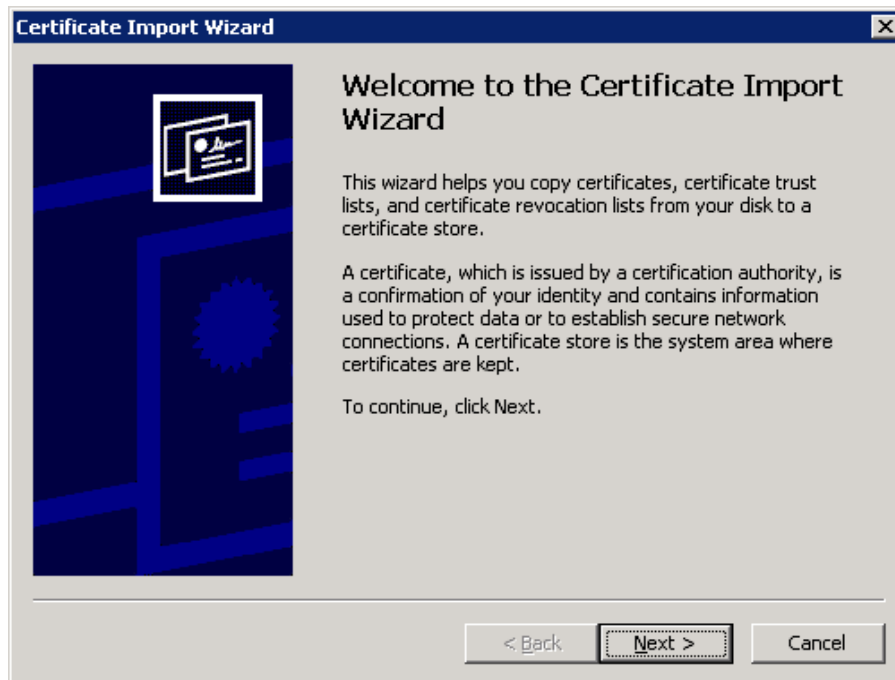 Certificate Import Wizard
Welcome to the Certificate Import
Wizard
This wizard helps you copy certificates, certificate trust
lists, and certificate revocation lists from your disk to a
certificate store.
A certificate, which is issued by a certification authority, is
a confirmation of your identity and contains information
used to protect data or to establish secure network
connections. A certificate store is the system area where
certificates are kept.
To continue, click Next.
< Back
Next >
Cancel